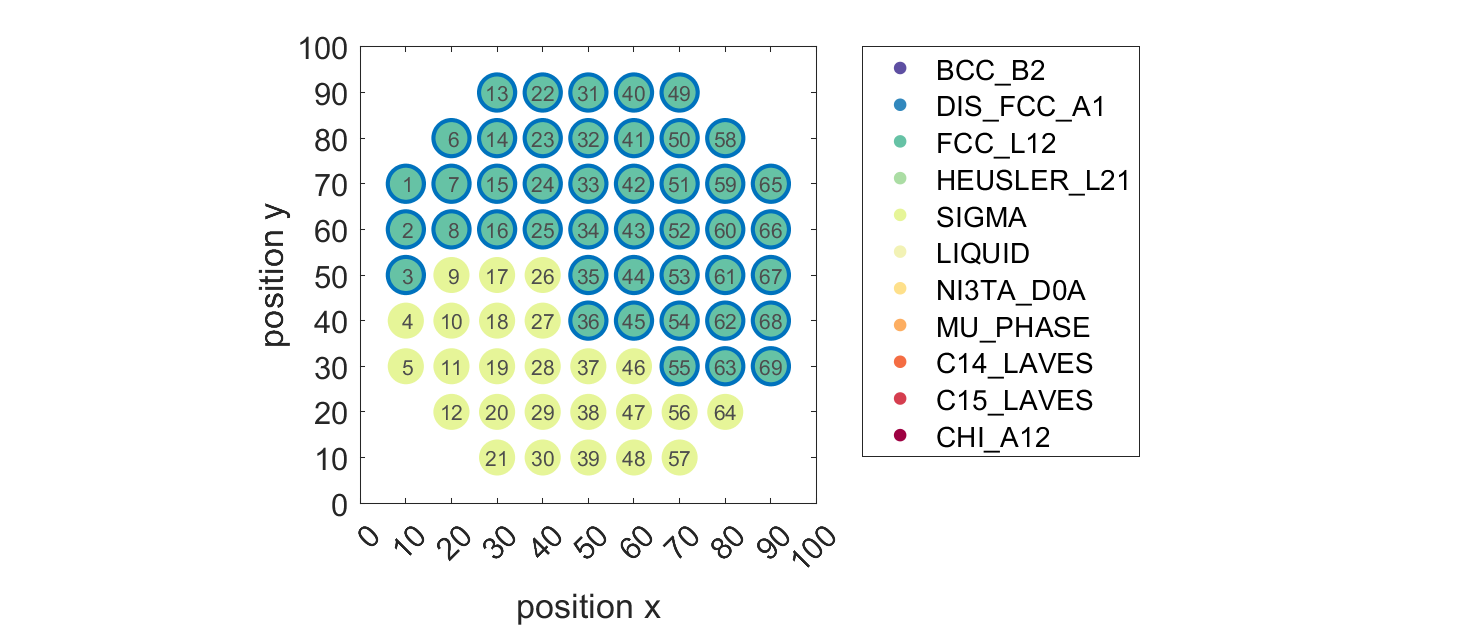 100
90
80
70
60
50
40
30
20
10
0
position y
13 22 31 40 49
6 14 23 32 41 50 58
1 7 15 24 33 42 51 59 65
2 8 16 25 34 43 52 60 66
3 9 17 26 35 44 53 61 67
4 10 18 27 36 45 54 62 68
5 11 19 28 37 46 55 63 69
12 20 29 38 47 56 64
21 30 39 48 57
0 10 20 30 40 50 60 70 80 90 100
position x
BCC_B2
DIS_FCC_A1
FCC_L12
HEUSLER_L21
SIGMA
LIQUID
NI3TA_D0A
MU_PHASE
C14_LAVES
C15_LAVES
CHI_A12